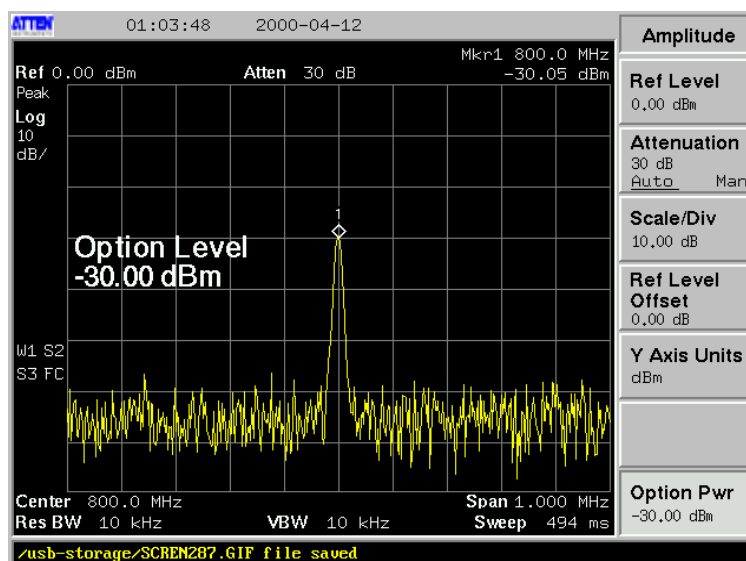 ATTEN 01:03:48 2000-04-12
Amplitude
Mkr1 800.0 MHz
Ref 0.00 dBm Atten 30 dB -30.05 dBm
Peak
Log
10
dB/
1
Option Level
-30.00 dBm
W1 S2
S3 FC
Center 800.0 MHz Span 1.000 MHz
Res BW 10 kHz VBW 10 kHz Sweep 494 ms
/usb-storage/SCREN287.GIF file saved
Ref Level
0.00 dBm
Attenuation
30 dB
Auto Man
Scale/Div
10.00 dB
Ref Level
Offset
0.00 dB
Y Axis Units
dBm
Option Pwr
-30.00 dBm